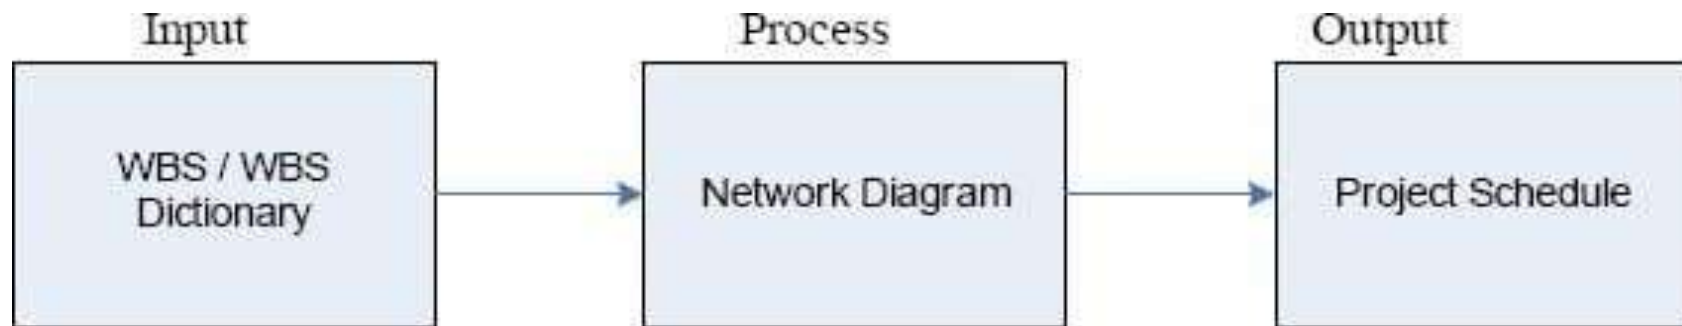 Input
Process
Output
WBS / WBS
Dictionary
Network Diagram
Project Schedule